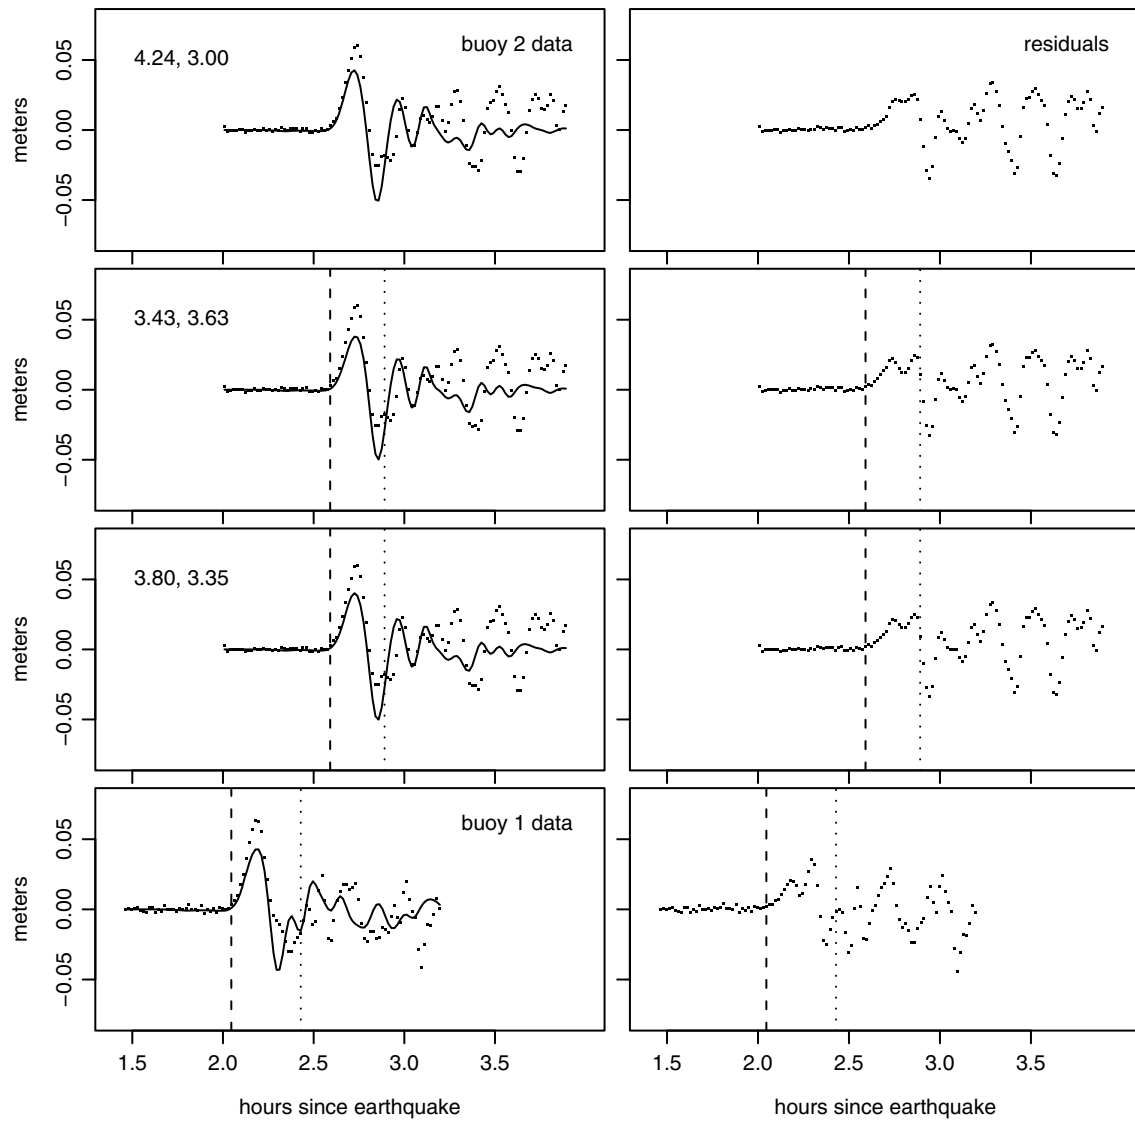 4.24, 3.00 buoy 2 data residuals
meters −0.05 0.00 0.05
3.43, 3.63
meters −0.05 0.00 0.05
3.80, 3.35
meters −0.05 0.00 0.05
buoy 1 data
meters −0.05 0.00 0.05
1.5 2.0 2.5 3.0 3.5 1.5 2.0 2.5 3.0 3.5
hours since earthquake hours since earthquake